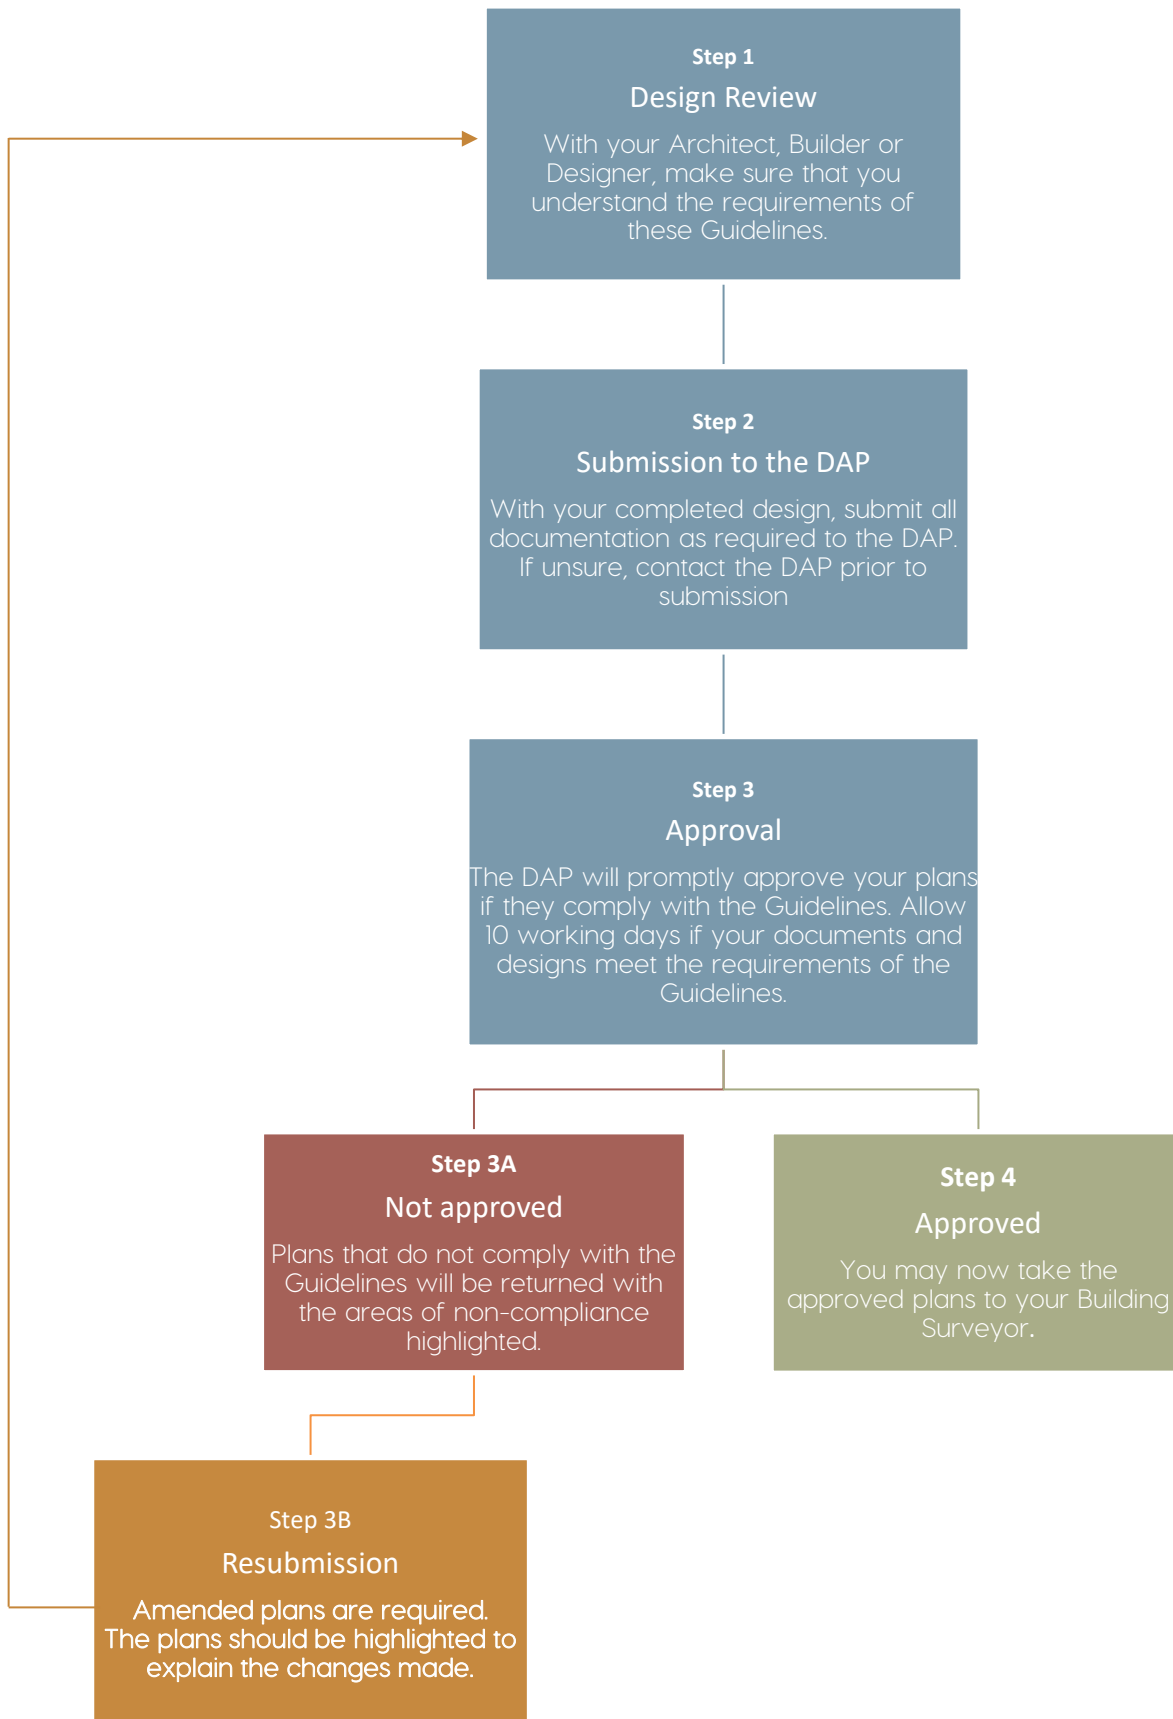 Step 1
Design Review
With your Architect, Builder or
Designer, make sure that you
understand the requirements of
these Guidelines.
Step 2
Submission to the DAP
With your completed design, submit all
documentation as required to the DAP.
If unsure, contact the DAP prior to
submission
Step 3
Approval
The DAP will promptly approve your plans
if they comply with the Guidelines. Allow
10 working days if your documents and
designs meet the requirements of the
Guidelines.
Step 3A
Not approved
Plans that do not comply with the
Guidelines will be returned with
the areas of non-compliance
highlighted.
Step 4
Approved
You may now take the
approved plans to your Building
Surveyor.
Step 3B
Resubmission
Amended plans are required.
The plans should be highlighted to
explain the changes made.